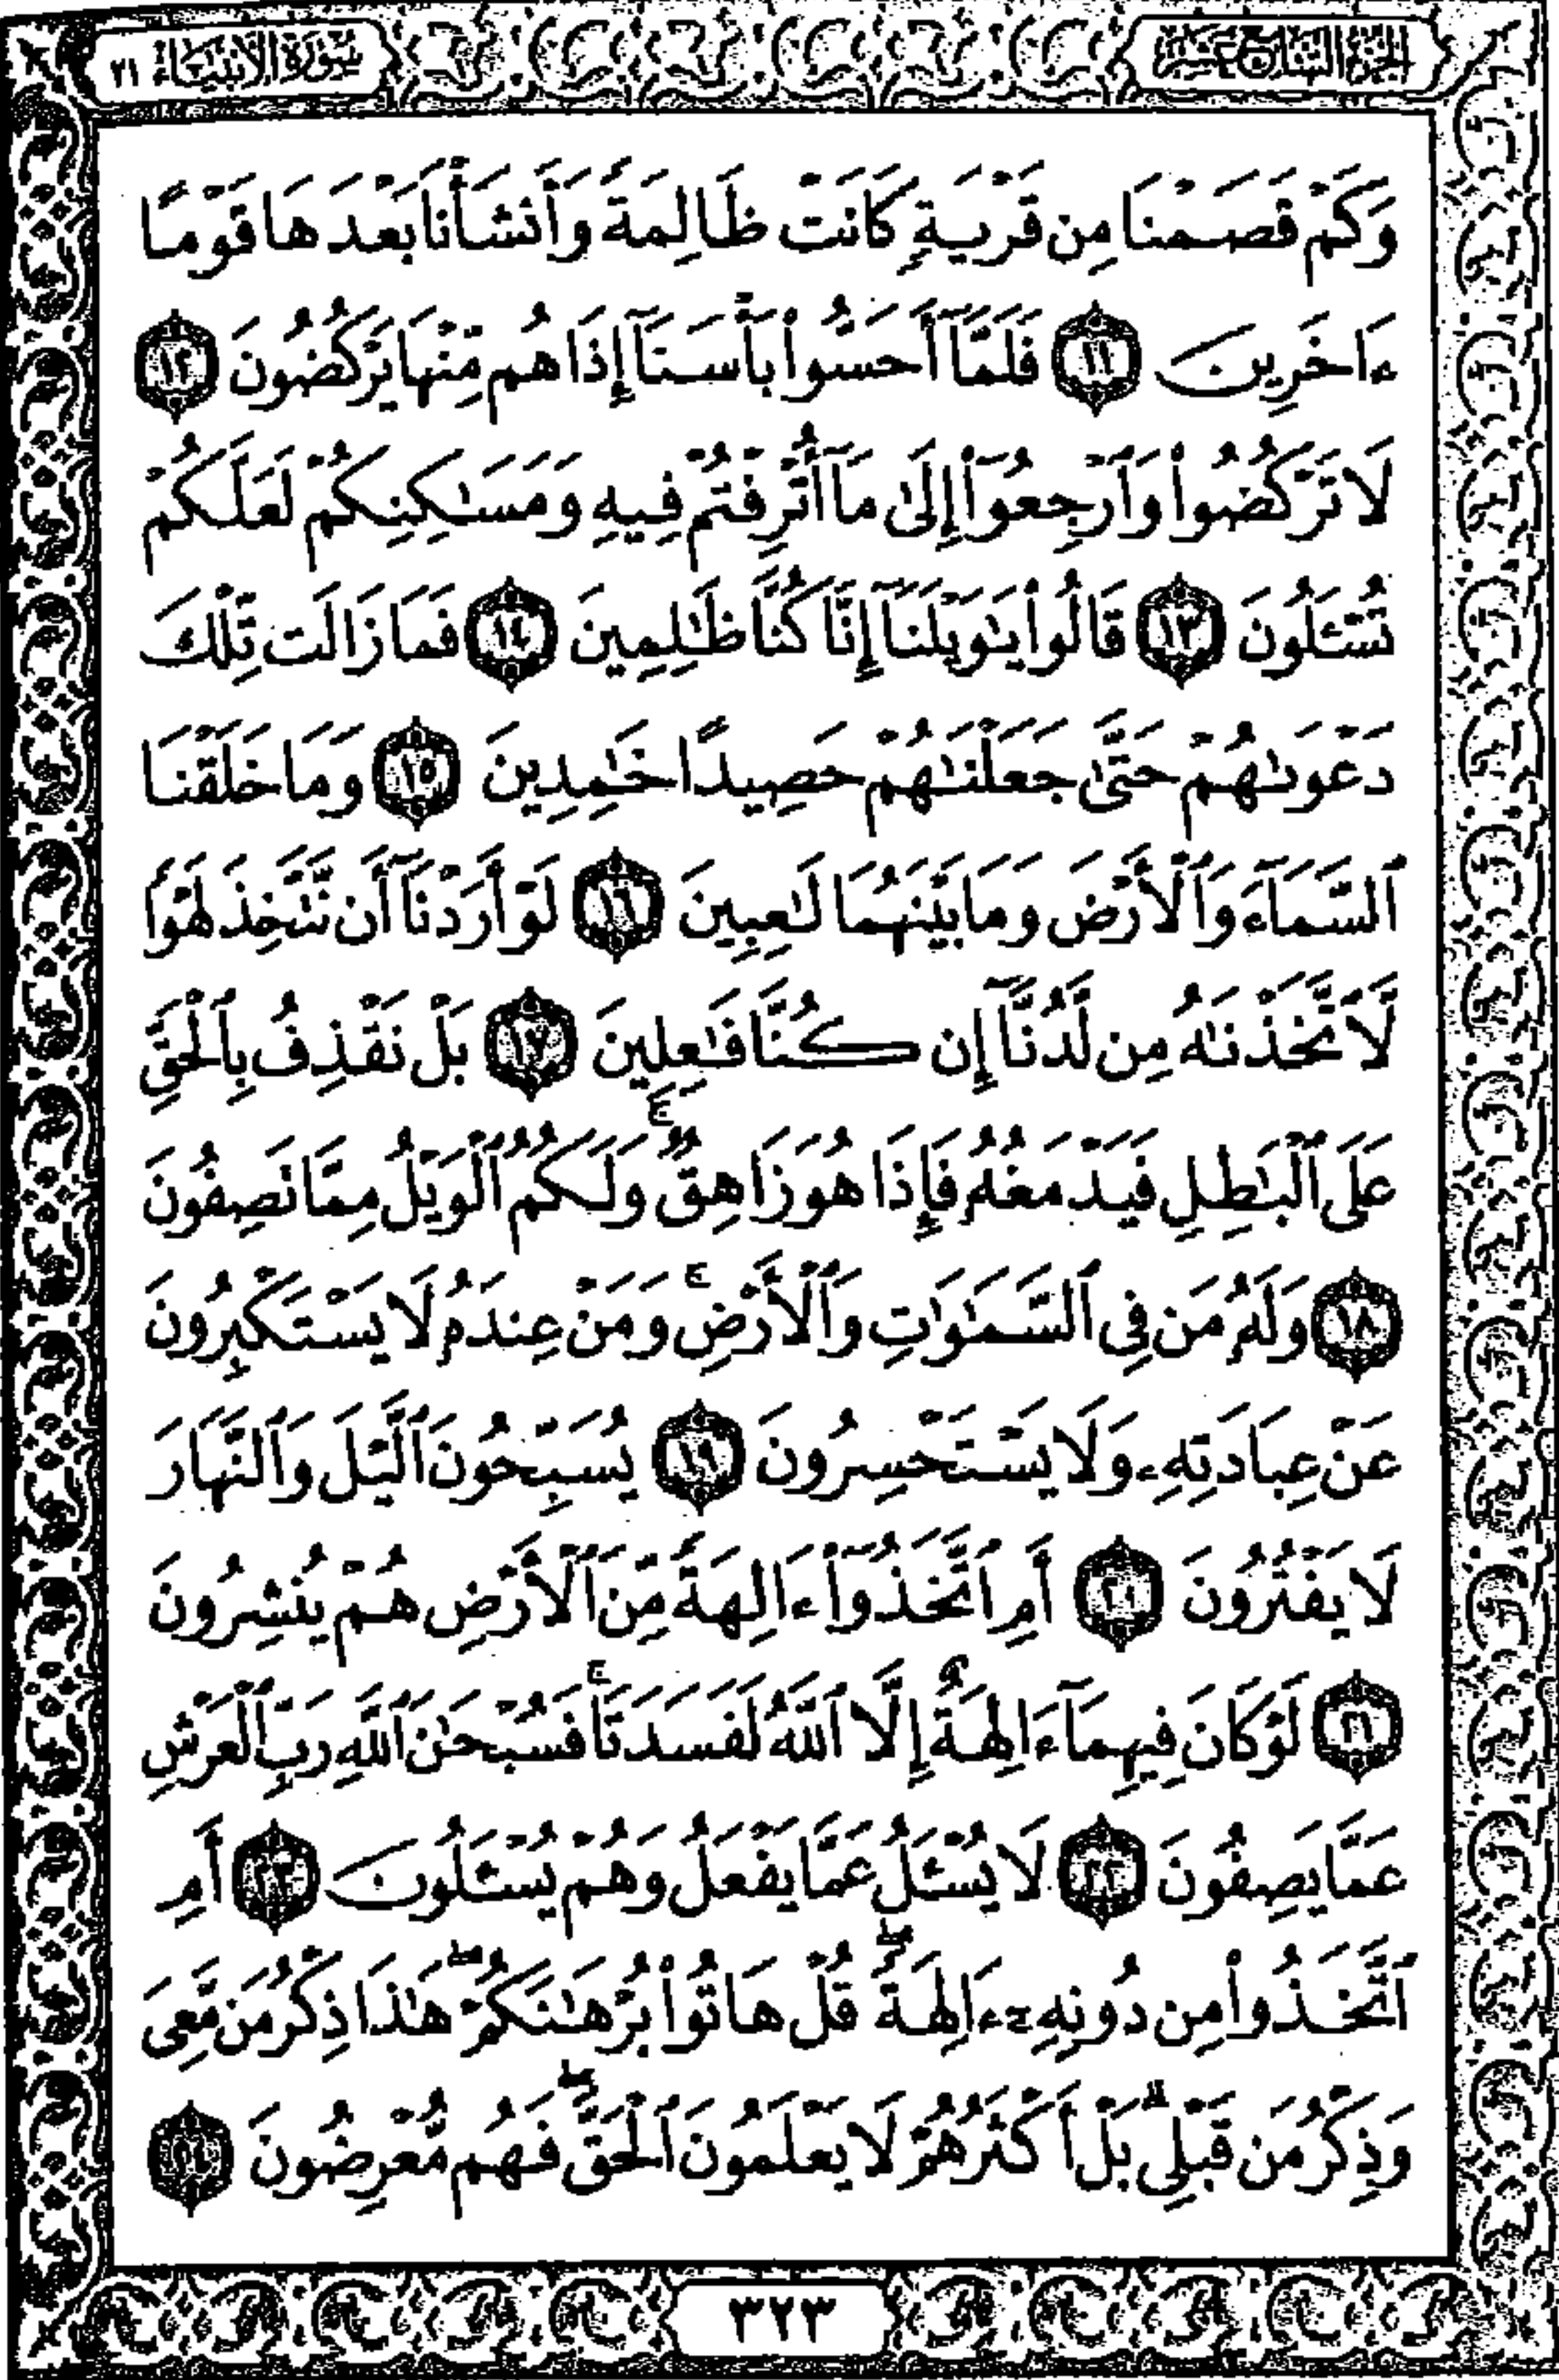 الجزء السابع عشر
سورة الأنبياء ٢١
وَكَمْ قَصَمْنَا مِن قَرْيَةٍ كَانَتْ ظَالِمَةً وَأَنشَأْنَا بَعْدَهَا قَوْمًا
ءَاخَرِينَ ١١ فَلَمَّآ أَحَسُّوا۟ بَأْسَنَآ إِذَا هُم مِّنْهَا يَرْكُضُونَ ١٢
لَا تَرْكُضُوا۟ وَٱرْجِعُوٓا۟ إِلَىٰ مَآ أُتْرِفْتُمْ فِيهِ وَمَسَـٰكِنِكُمْ لَعَلَّكُمْ
تُسْـَٔلُونَ ١٣ قَالُوا۟ يَـٰوَيْلَنَآ إِنَّا كُنَّا ظَـٰلِمِينَ ١٤ فَمَا زَالَت تِّلْكَ
دَعْوَىٰهُمْ حَتَّىٰ جَعَلْنَـٰهُمْ حَصِيدًا خَـٰمِدِينَ ١٥ وَمَا خَلَقْنَا
ٱلسَّمَآءَ وَٱلْأَرْضَ وَمَا بَيْنَهُمَا لَـٰعِبِينَ ١٦ لَوْ أَرَدْنَآ أَن نَّتَّخِذَ لَهْوًا
لَّٱتَّخَذْنَـٰهُ مِن لَّدُنَّآ إِن كُنَّا فَـٰعِلِينَ ١٧ بَلْ نَقْذِفُ بِٱلْحَقِّ
عَلَى ٱلْبَـٰطِلِ فَيَدْمَغُهُۥ فَإِذَا هُوَ زَاهِقٌ ۚ وَلَكُمُ ٱلْوَيْلُ مِمَّا تَصِفُونَ
١٨ وَلَهُۥ مَن فِى ٱلسَّمَـٰوَٰتِ وَٱلْأَرْضِ ۚ وَمَنْ عِندَهُۥ لَا يَسْتَكْبِرُونَ
عَنْ عِبَادَتِهِۦ وَلَا يَسْتَحْسِرُونَ ١٩ يُسَبِّحُونَ ٱلَّيْلَ وَٱلنَّهَارَ
لَا يَفْتُرُونَ ٢٠ أَمِ ٱتَّخَذُوٓا۟ ءَالِهَةً مِّنَ ٱلْأَرْضِ هُمْ يُنشِرُونَ
٢١ لَوْ كَانَ فِيهِمَآ ءَالِهَةٌ إِلَّا ٱللَّهُ لَفَسَدَتَا ۚ فَسُبْحَـٰنَ ٱللَّهِ رَبِّ ٱلْعَرْشِ
عَمَّا يَصِفُونَ ٢٢ لَا يُسْـَٔلُ عَمَّا يَفْعَلُ وَهُمْ يُسْـَٔلُونَ ٢٣ أَمِ
ٱتَّخَذُوا۟ مِن دُونِهِۦٓ ءَالِهَةً ۖ قُلْ هَاتُوا۟ بُرْهَـٰنَكُمْ ۖ هَـٰذَا ذِكْرُ مَن مَّعِىَ
وَذِكْرُ مَن قَبْلِى ۗ بَلْ أَكْثَرُهُمْ لَا يَعْلَمُونَ ٱلْحَقَّ ۖ فَهُم مُّعْرِضُونَ ٢٤
٣٢٣